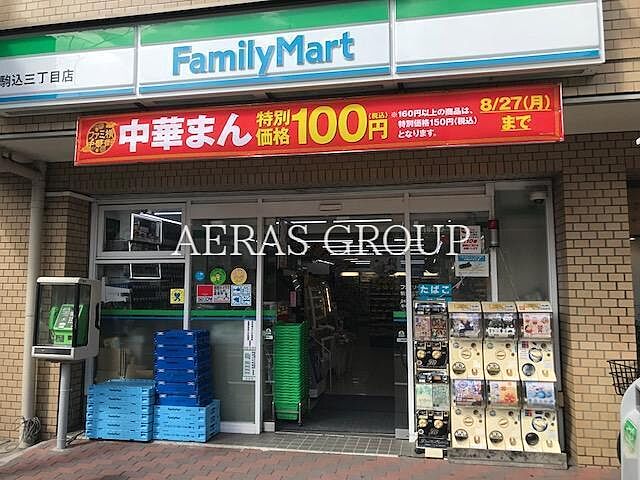 FamilyMart
駒込三丁目店
中華まん 特別価格 100円 (税込)
※160円以上の商品は、
特別価格150円(税込)
となります。
8/27(月)
まで
AERAS GROUP
たばこ